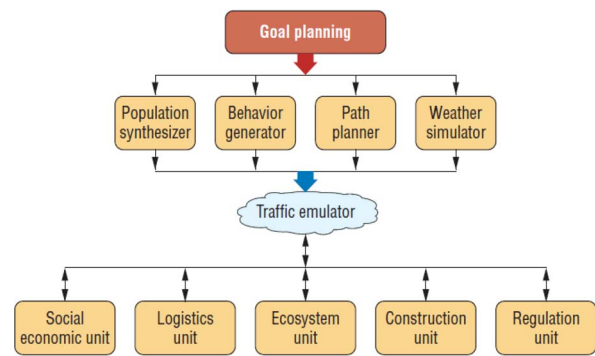 Goal planning
Population
synthesizer
Behavior
generator
Path
planner
Weather
simulator
Traffic emulator
Social
economic unit
Logistics
unit
Ecosystem
unit
Construction
unit
Regulation
unit